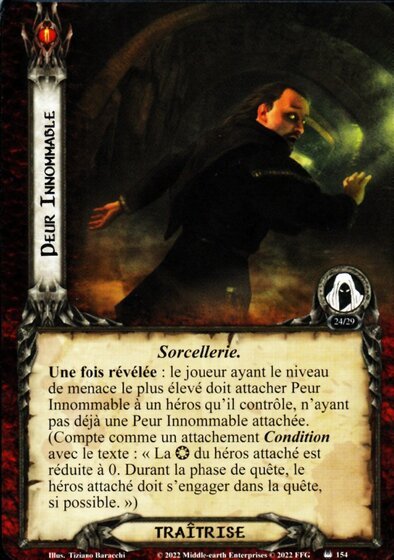 PEUR INNOMMABLE
24/29
Sorcellerie.
Une fois révélée : le joueur ayant le niveau
de menace le plus élevé doit attacher Peur
Innommable à un héros qu'il contrôle, n'ayant
pas déjà une Peur Innommable attachée.
(Compte comme un attachement Condition
avec le texte : « La du héros attaché est
réduite à 0. Durant la phase de quête, le
héros attaché doit s'engager dans la quête,
si possible. »)
TRAÎTRISE
Illus. Tiziano Baracchi
© 2022 Middle-earth Enterprises © 2022 FFG
154